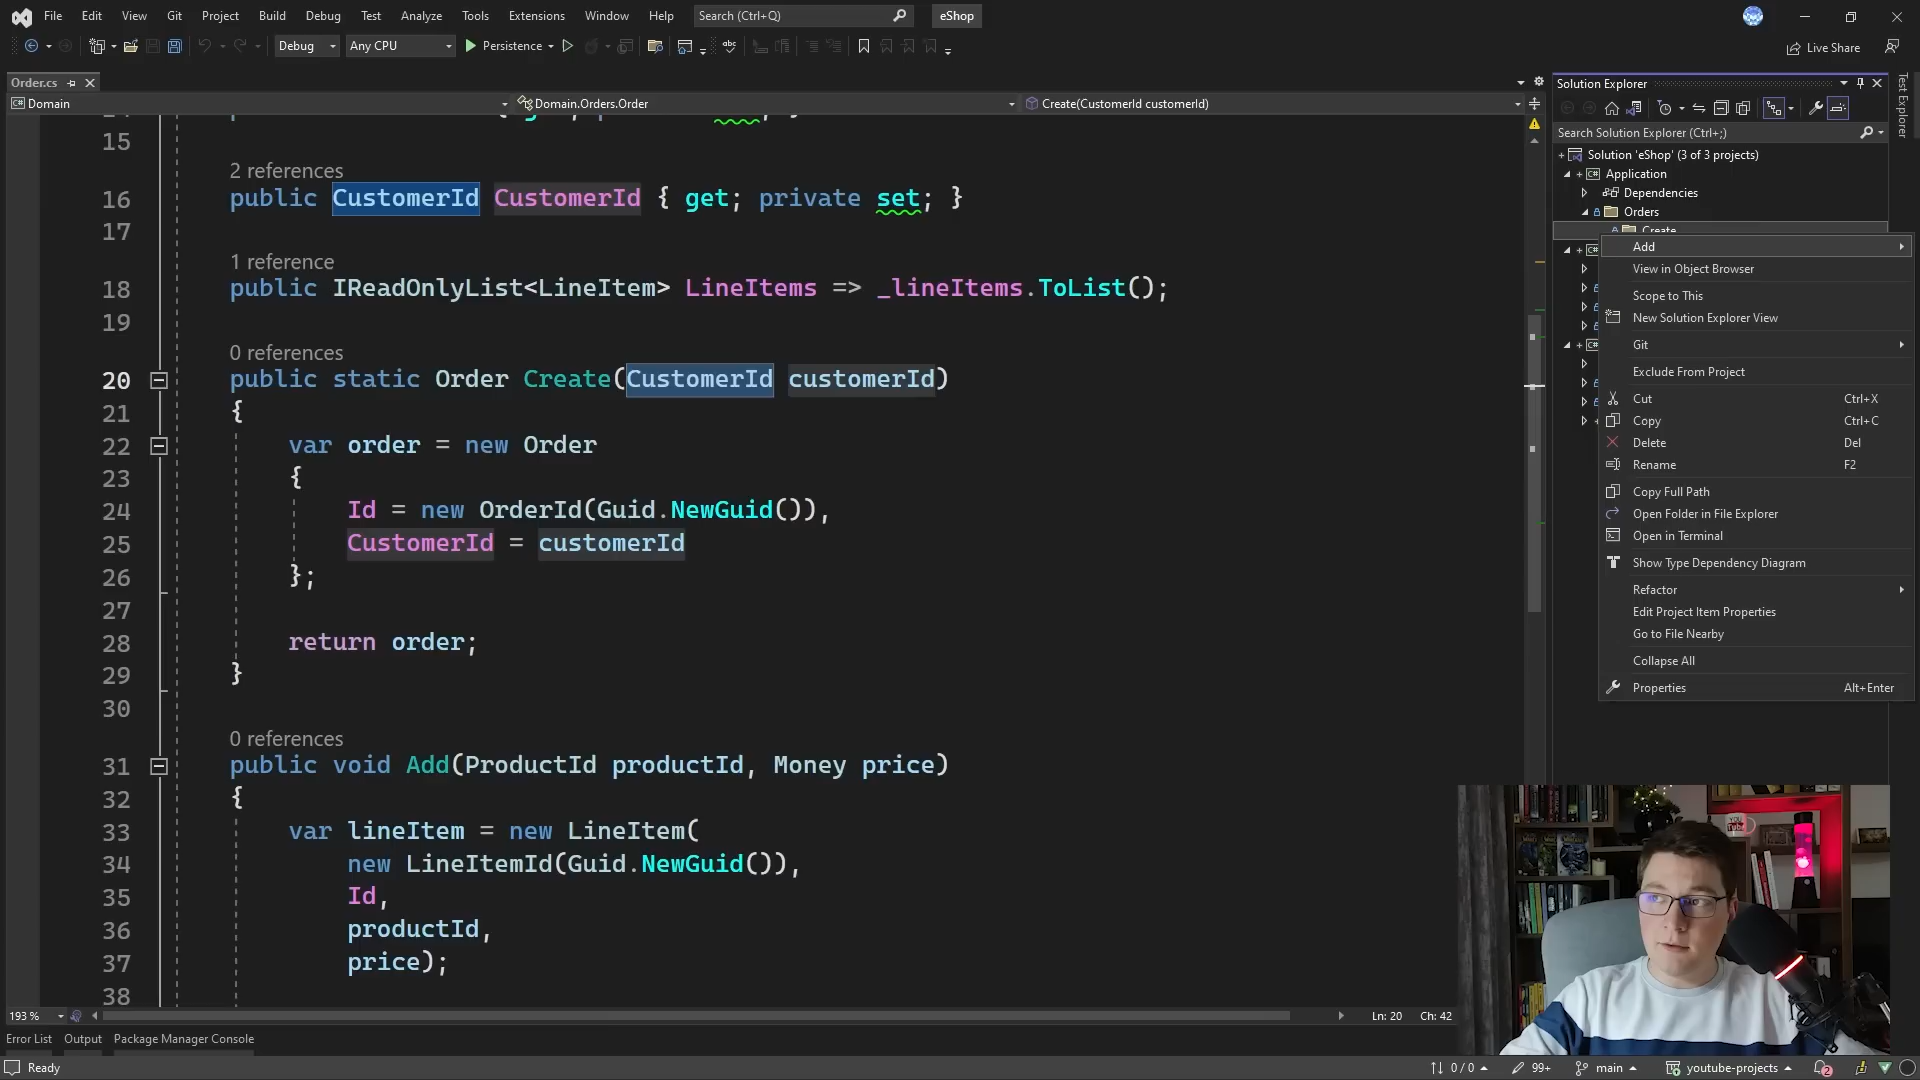 File Edit View Git Project Build Debug Test Analyze Tools Extensions Window Help Search (Ctrl+Q) eShop
Debug Any CPU Persistence Live Share
Order.cs
Domain Domain.Orders.Order Create(CustomerId customerId)
15
2 references
16 public CustomerId CustomerId { get; private set; }
17
1 reference
18 public IReadOnlyList<LineItem> LineItems => _lineItems.ToList();
19
0 references
20 public static Order Create(CustomerId customerId)
21 {
22 var order = new Order
23 {
24 Id = new OrderId(Guid.NewGuid()),
25 CustomerId = customerId
26 };
27
28 return order;
29 }
30
0 references
31 public void Add(ProductId productId, Money price)
32 {
33 var lineItem = new LineItem(
34 new LineItemId(Guid.NewGuid()),
35 Id,
36 productId,
37 price);
38
193 % Ln: 20 Ch: 42
Error List Output Package Manager Console
Ready 0 / 0 99+ main youtube-projects 2
Solution Explorer
Search Solution Explorer (Ctrl+;)
Solution 'eShop' (3 of 3 projects)
Application
Dependencies
Orders
Create
Add
View in Object Browser
Scope to This
New Solution Explorer View
Git
Exclude From Project
Cut Ctrl+X
Copy Ctrl+C
Delete Del
Rename F2
Copy Full Path
Open Folder in File Explorer
Open in Terminal
Show Type Dependency Diagram
Refactor
Edit Project Item Properties
Go to File Nearby
Collapse All
Properties Alt+Enter
Test Explorer